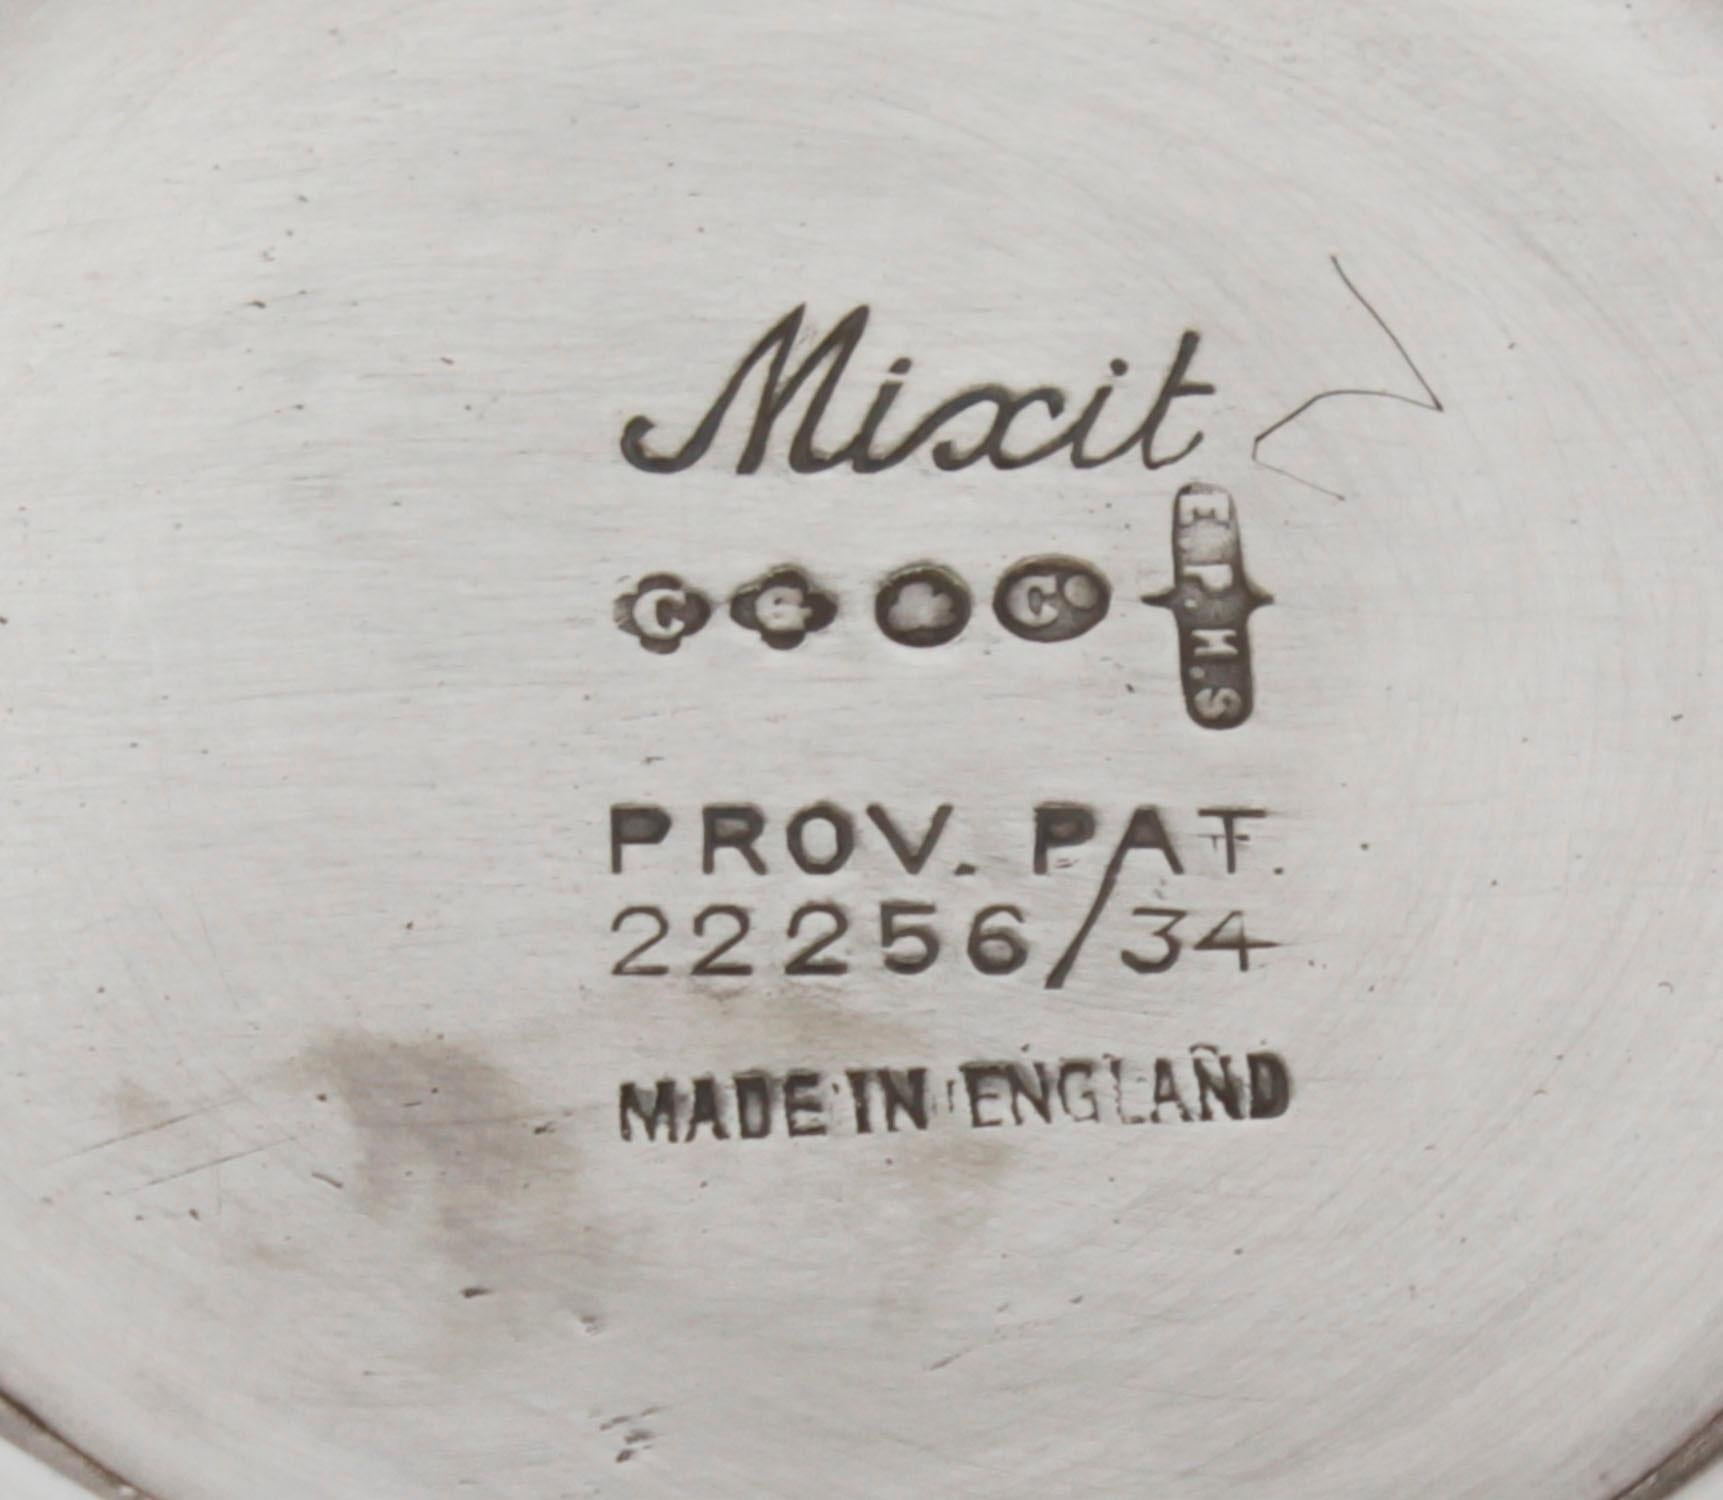 Mixit
C & Co E.P.M.S
PROV. PAT.
22256/34
MADE IN ENGLAND